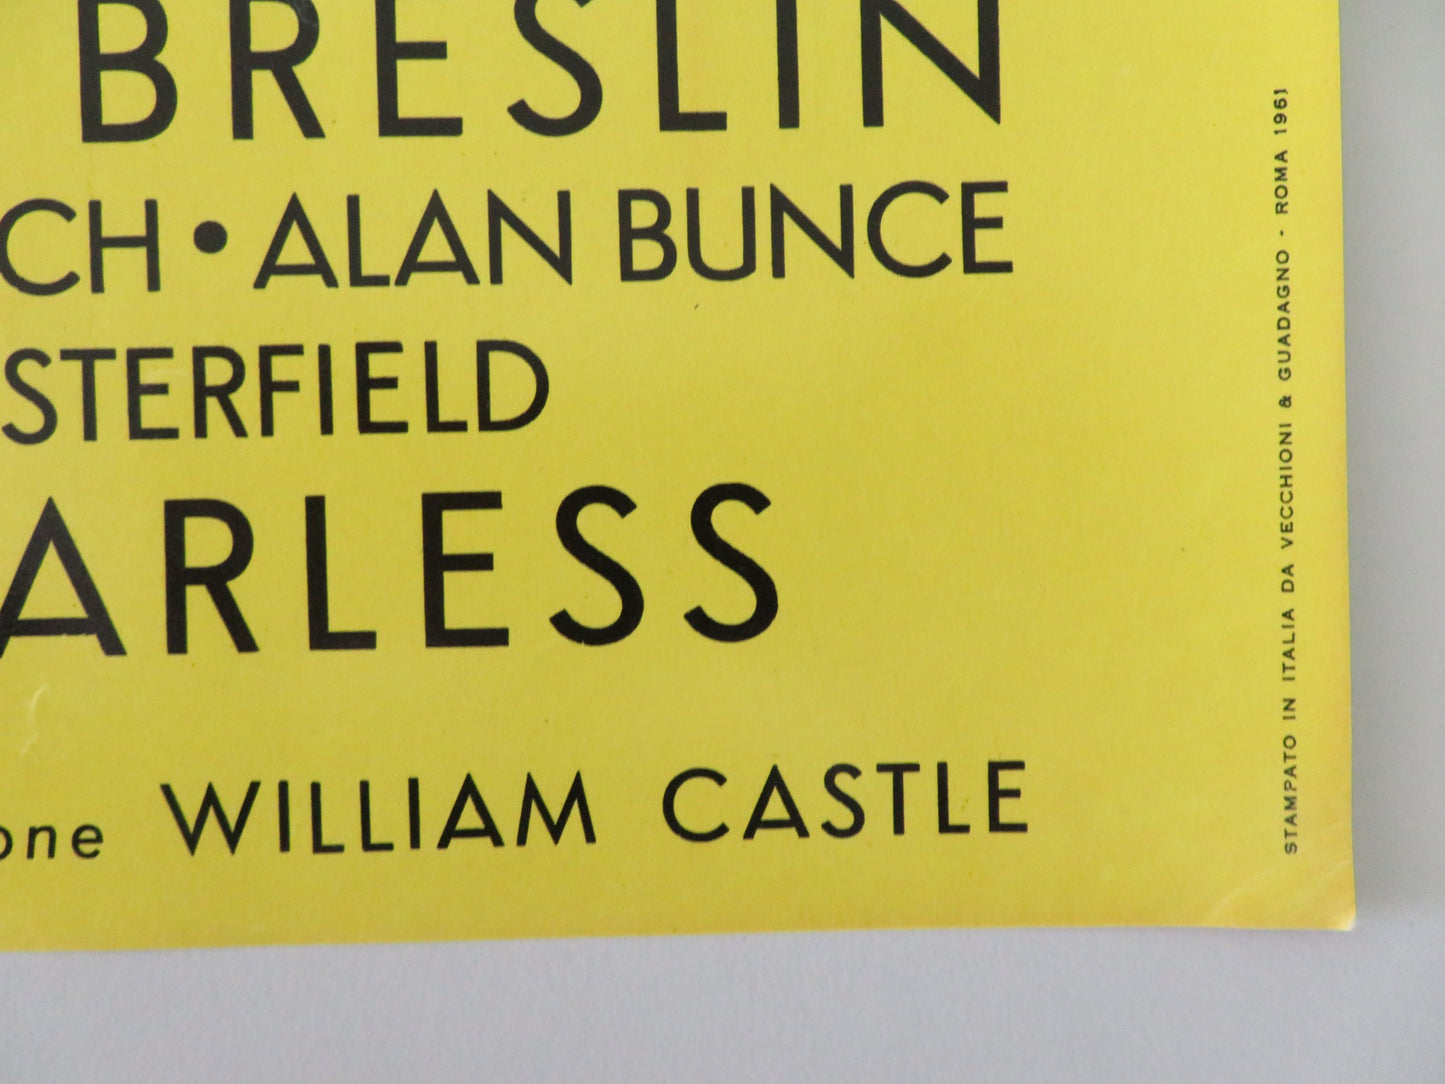 BRESLIN
CH • ALAN BUNCE
STERFIELD
ARLESS
one WILLIAM CASTLE
STAMPATO IN ITALIA DA VECCHIONI & GUADAGNO - ROMA 1961